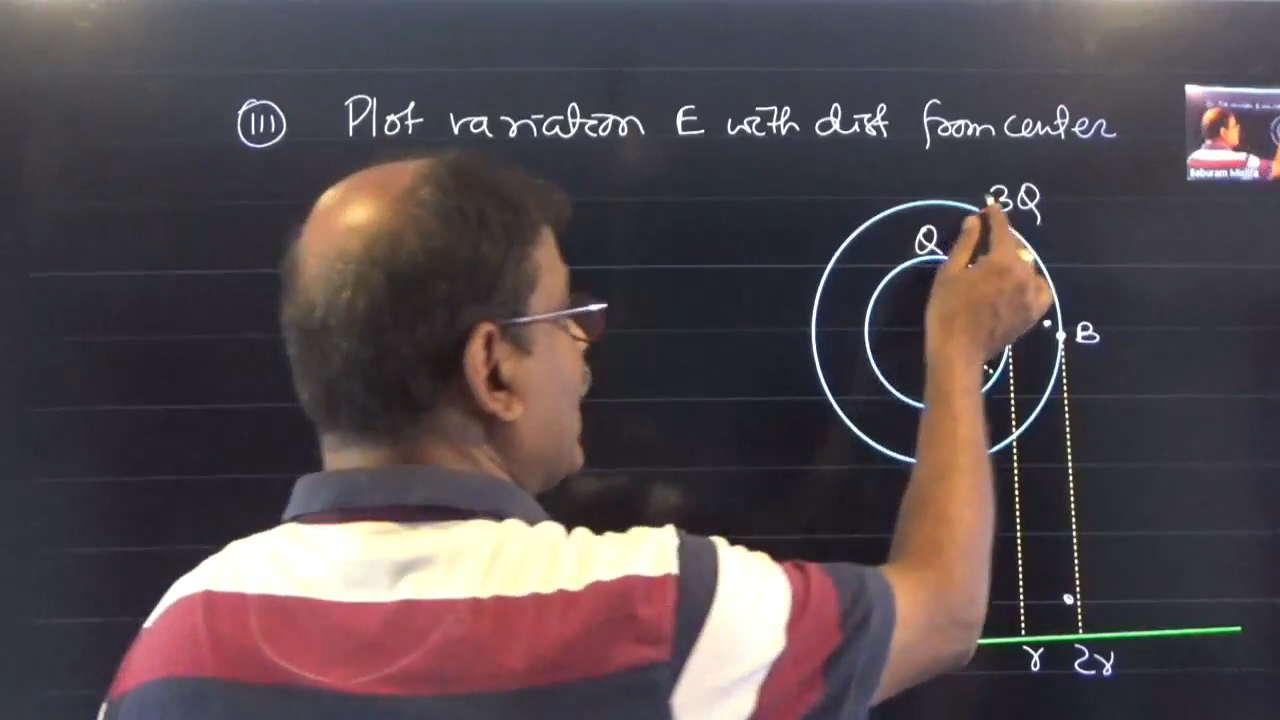 III Plot variation E with dist from center
Baburam Mishra
3Q
Q
B
r 2r